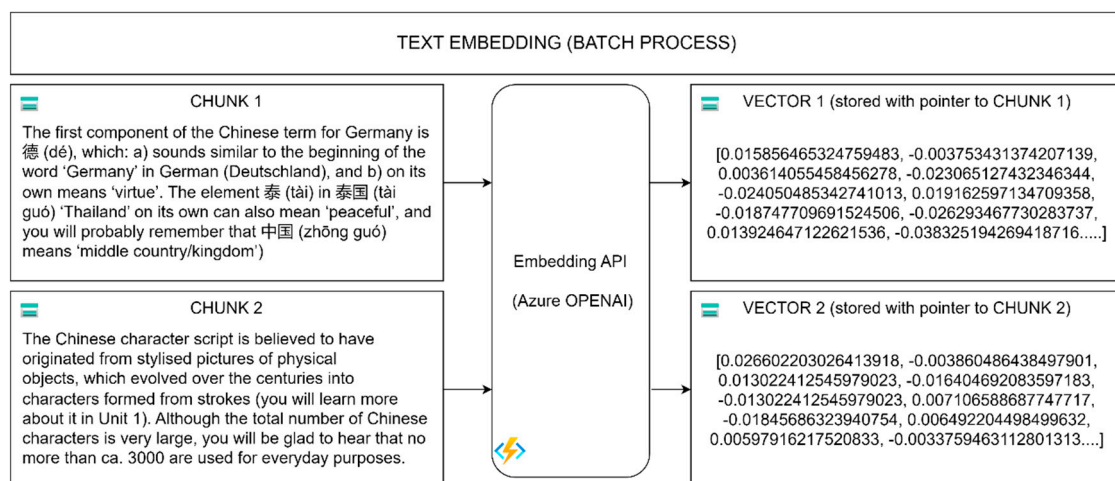 TEXT EMBEDDING (BATCH PROCESS)
CHUNK 1
The first component of the Chinese term for Germany is
德 (dé), which: a) sounds similar to the beginning of the
word ‘Germany’ in German (Deutschland), and b) on its
own means ‘virtue’. The element 泰 (tài) in 泰国 (tài
guó) ‘Thailand’ on its own can also mean ‘peaceful’, and
you will probably remember that 中国 (zhōng guó)
means ‘middle country/kingdom’)
CHUNK 2
The Chinese character script is believed to have
originated from stylised pictures of physical
objects, which evolved over the centuries into
characters formed from strokes (you will learn more
about it in Unit 1). Although the total number of Chinese
characters is very large, you will be glad to hear that no
more than ca. 3000 are used for everyday purposes.
Embedding API
(Azure OPENAI)
VECTOR 1 (stored with pointer to CHUNK 1)
[0.015856465324759483, -0.003753431374207139,
0.003614055458456278, -0.023065127432346344,
-0.024050485342741013, 0.019162597134709358,
-0.018747709691524506, -0.026293467730283737,
0.013924647122621536, -0.038325194269418716.....]
VECTOR 2 (stored with pointer to CHUNK 2)
[0.026602203026413918, -0.003860486438497901,
0.013022412545979023, -0.016404692083597183,
-0.013022412545979023, 0.007106588687747717,
-0.01845686323940754, 0.006492204498499632,
0.00597916217520833, -0.0033759463112801313....]